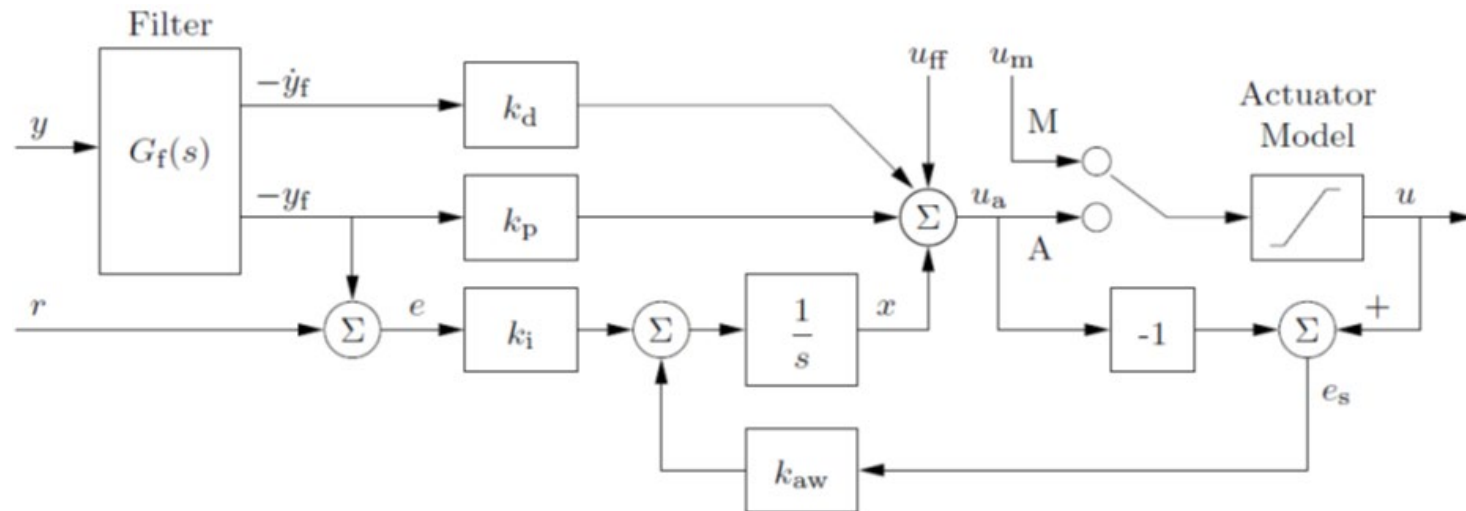 Filter
y
G_f(s)
−ẏ_f
−y_f
k_d
k_p
u_ff
u_m
M
Actuator
Model
Σ
u_a
A
u
r
Σ
e
k_i
Σ
1/s
x
-1
Σ
+
e_s
k_aw